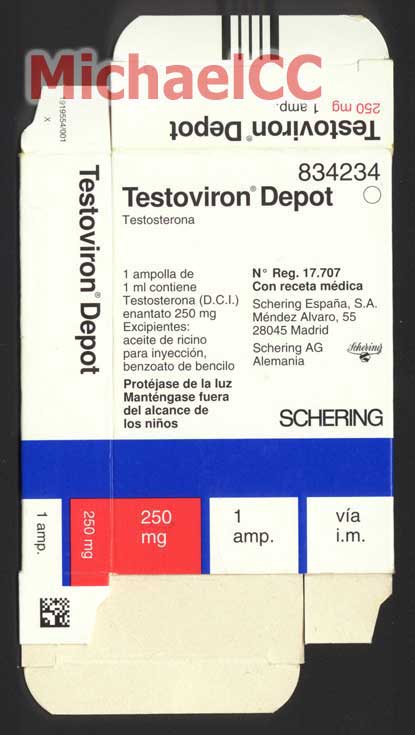 MichaelCC
919554/001
X
Testoviron® Depot
250 mg 1 amp.
834234
Testoviron® Depot
Testosterona
1 ampolla de
1 ml contiene
Testosterona (D.C.I.)
enantato 250 mg
Excipientes:
aceite de ricino
para inyección,
benzoato de bencilo
Protéjase de la luz
Manténgase fuera
del alcance de
los niños
N° Reg. 17.707
Con receta médica
Schering España, S.A.
Méndez Alvaro, 55
28045 Madrid
Schering AG
Alemania
Schering
SCHERING
Testoviron® Depot
1 amp.
250 mg
250
mg
1
amp.
vía
i.m.